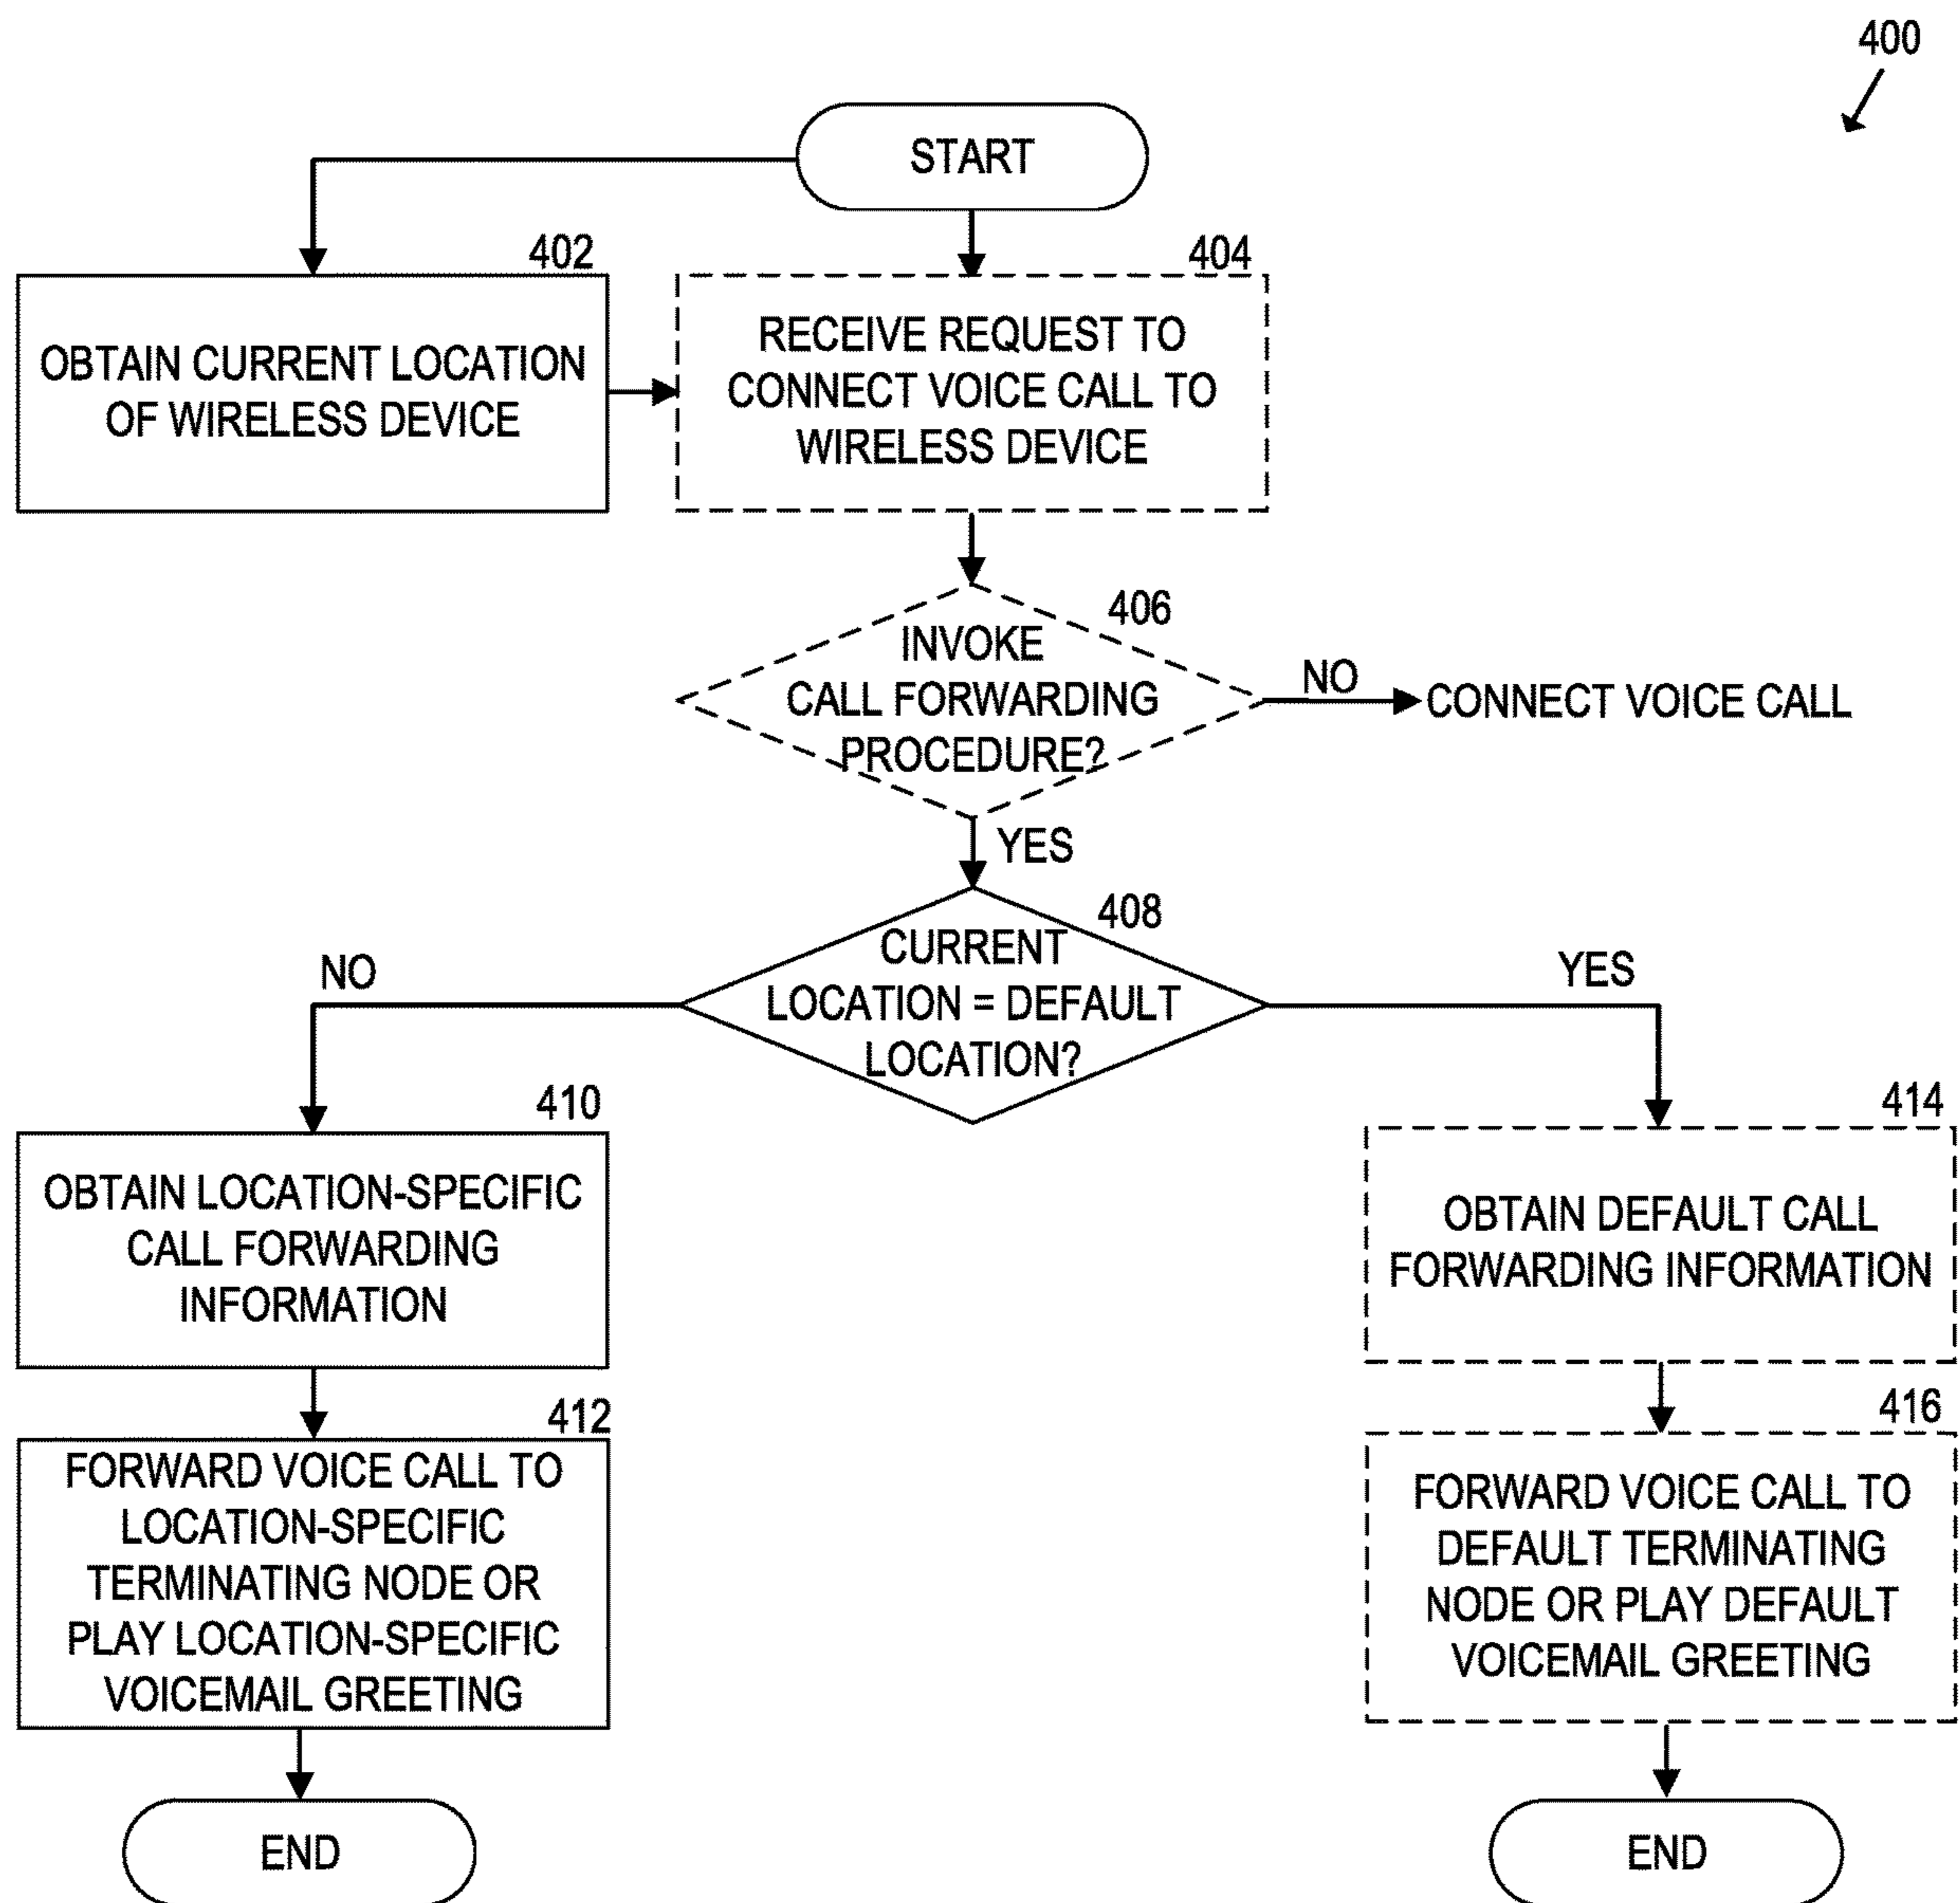 400
START
402
OBTAIN CURRENT LOCATION
OF WIRELESS DEVICE
404
RECEIVE REQUEST TO
CONNECT VOICE CALL TO
WIRELESS DEVICE
406
INVOKE
CALL FORWARDING
PROCEDURE?
NO
CONNECT VOICE CALL
YES
408
CURRENT
LOCATION = DEFAULT
LOCATION?
NO
YES
410
OBTAIN LOCATION-SPECIFIC
CALL FORWARDING
INFORMATION
414
OBTAIN DEFAULT CALL
FORWARDING INFORMATION
412
FORWARD VOICE CALL TO
LOCATION-SPECIFIC
TERMINATING NODE OR
PLAY LOCATION-SPECIFIC
VOICEMAIL GREETING
416
FORWARD VOICE CALL TO
DEFAULT TERMINATING
NODE OR PLAY DEFAULT
VOICEMAIL GREETING
END
END